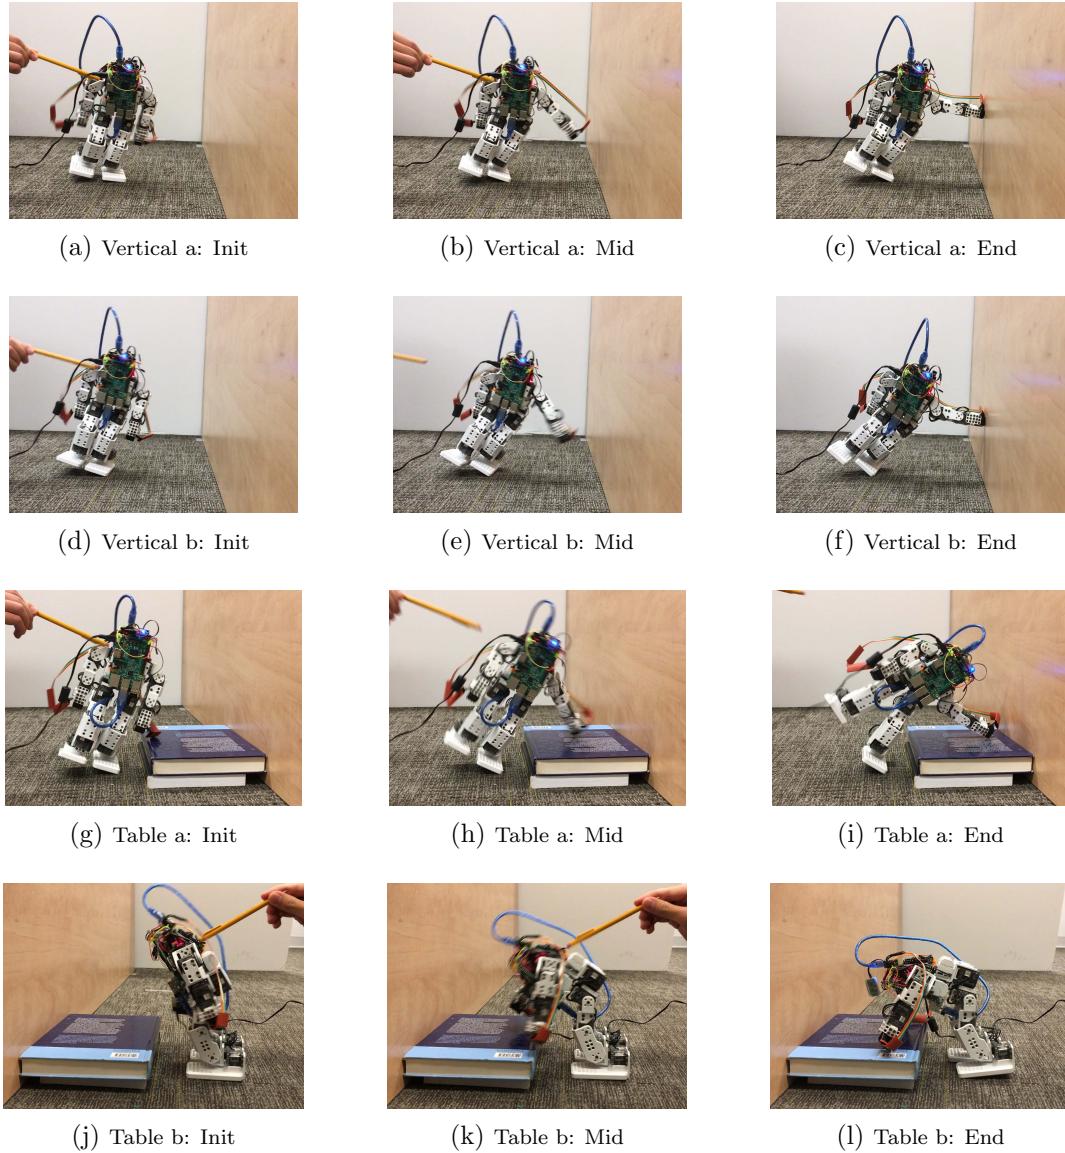 (a) Vertical a: Init
(b) Vertical a: Mid
(c) Vertical a: End
(d) Vertical b: Init
(e) Vertical b: Mid
(f) Vertical b: End
(g) Table a: Init
(h) Table a: Mid
(i) Table a: End
(j) Table b: Init
(k) Table b: Mid
(l) Table b: End